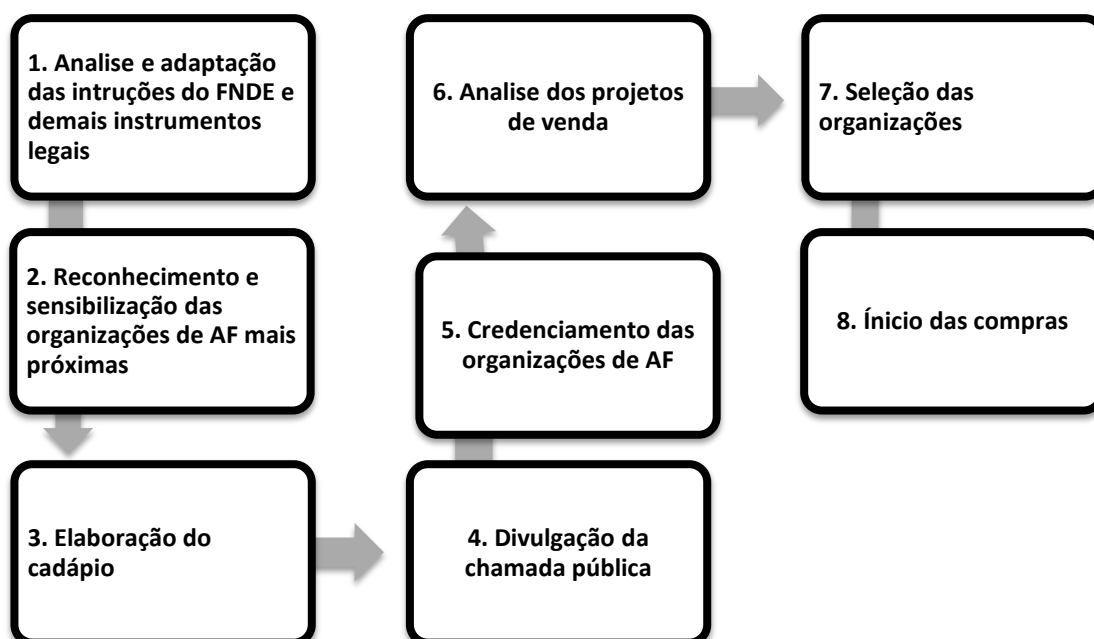 1. Analise e adaptação
das intruções do FNDE e
demais instrumentos
legais
2. Reconhecimento e
sensibilização das
organizações de AF mais
próximas
3. Elaboração do
cadápio
4. Divulgação da
chamada pública
5. Credenciamento das
organizações de AF
6. Analise dos projetos
de venda
7. Seleção das
organizações
8. Ínicio das compras